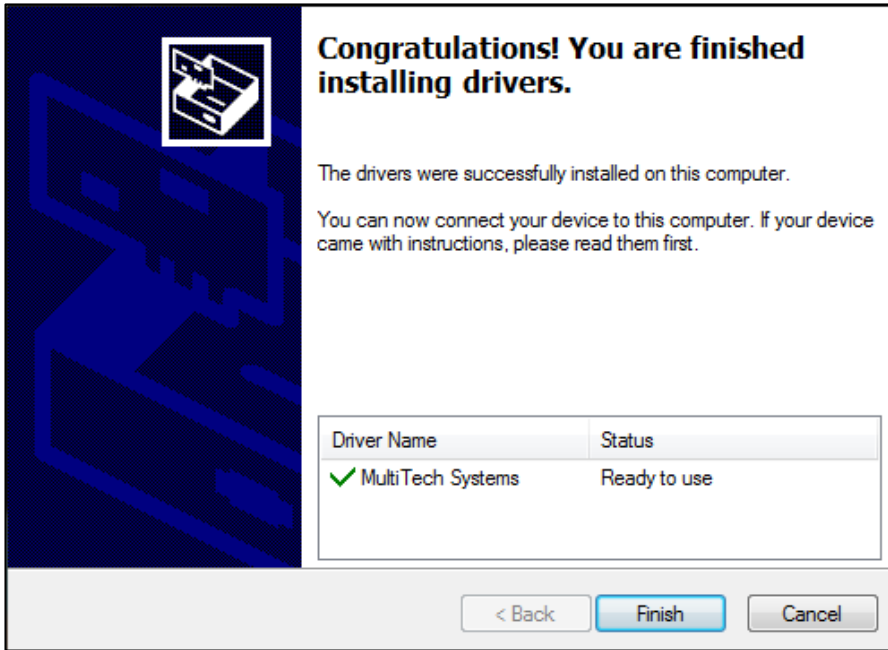 Congratulations! You are finished
installing drivers.
The drivers were successfully installed on this computer.
You can now connect your device to this computer. If your device
came with instructions, please read them first.
Driver Name Status
MultiTech Systems Ready to use
< Back Finish Cancel